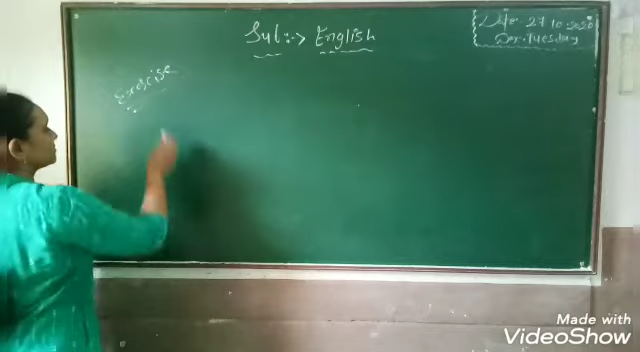 Sub:-> English
Date: 27.10.2020
Day:-Tuesday
Exercise
Made with
VideoShow